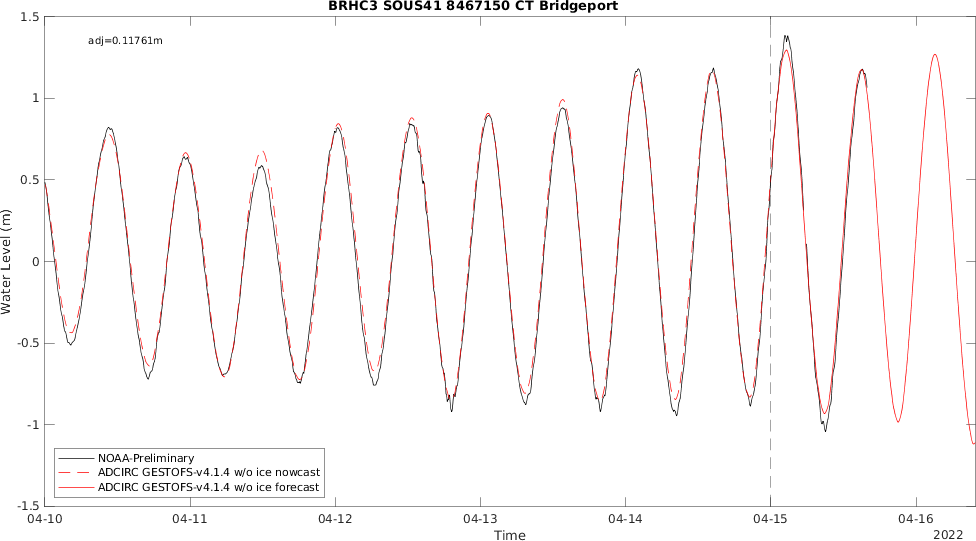 BRHC3 SOUS41 8467150 CT Bridgeport
1.5
adj=0.11761m
1
0.5
0
-0.5
-1
-1.5
Water Level (m)
NOAA-Preliminary
ADCIRC GESTOFS-v4.1.4 w/o ice nowcast
ADCIRC GESTOFS-v4.1.4 w/o ice forecast
04-10 04-11 04-12 04-13 04-14 04-15 04-16
Time
2022